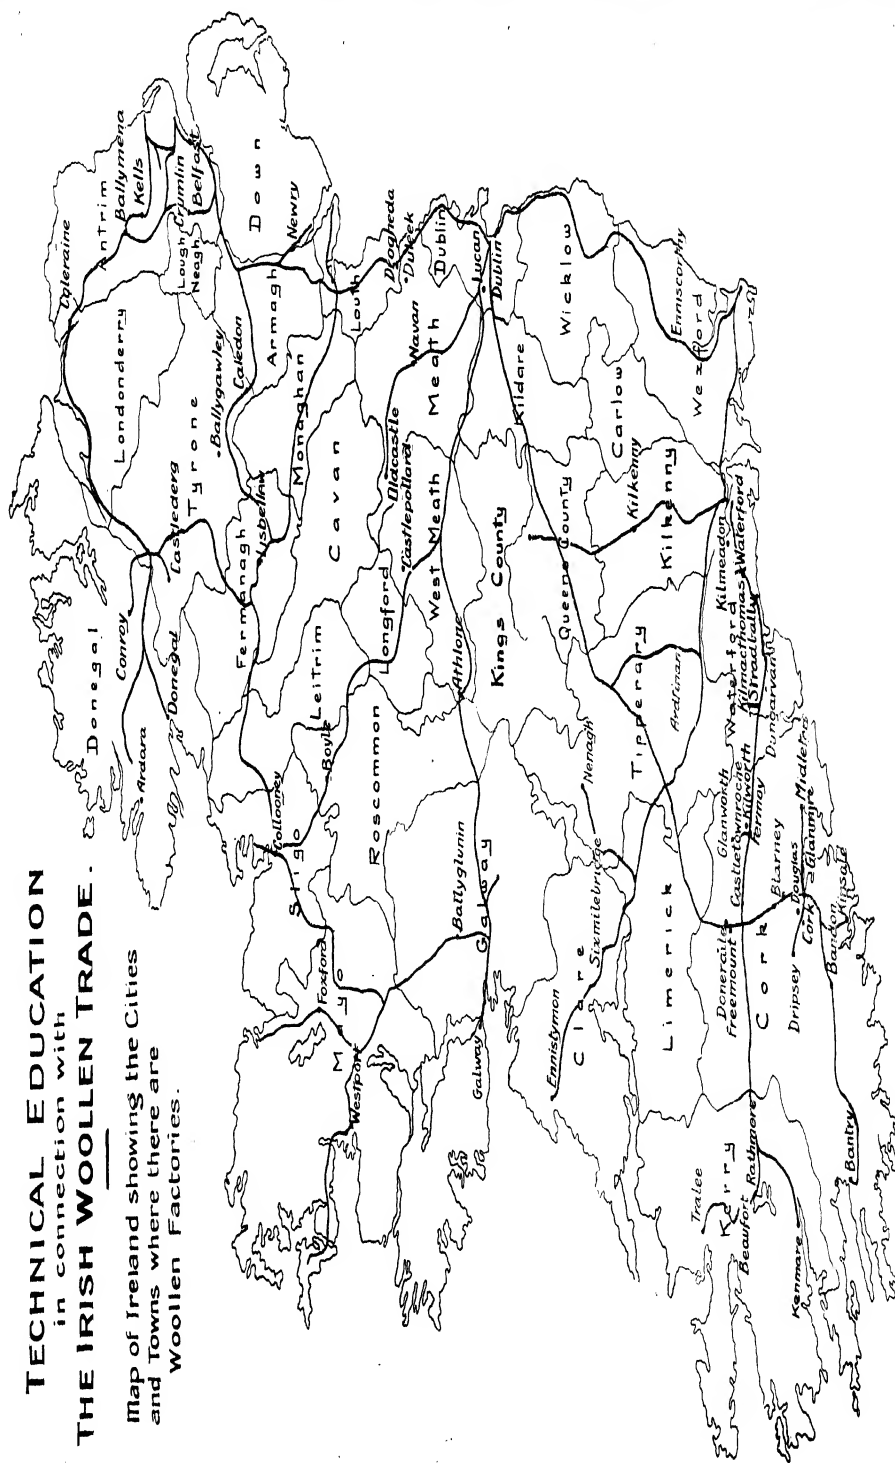 TECHNICAL EDUCATION
in connection with
THE IRISH WOOLLEN TRADE.
Map of Ireland showing the Cities
and Towns where there are
Woollen Factories.
Donegal
Ardara
Conroy
Donegal
Castlederg
Londonderry
Tyrone
Ballygawley
Caledon
Antrim
Ballymena
Kells
Crumlin
Lough
Neagh
Belfast
Down
Newry
Armagh
Monaghan
Fermanagh
Lisbellaw
Cavan
Leitrim
Sligo
Collooney
Boyle
Roscommon
Longford
Mayo
Foxford
Westport
Louth
Drogheda
Duleek
Dublin
Lucan
Dublin
Navan
Meath
Oldcastle
Castlepollard
West Meath
Athlone
Ballyglunin
Galway
Galway
Kings County
Queens County
Kildare
Wicklow
Carlow
Wexford
Enniscorthy
Kilkenny
Kilkenny
Tipperary
Nenagh
Ardfinan
Clare
Ennistymon
Sixmilebridge
Limerick
Kilmeadon
Waterford
Waterford
Kilmacthomas
Stradbally
Dungarvan
Glanworth
Castletownroche
Kilworth
Fermoy
Doneraile
Freemount
Cork
Blarney
Douglas
Cork
Glanmire
Midleton
Dripsey
Bandon
Kinsale
Bantry
Kerry
Tralee
Rathmore
Beaufort
Kenmare